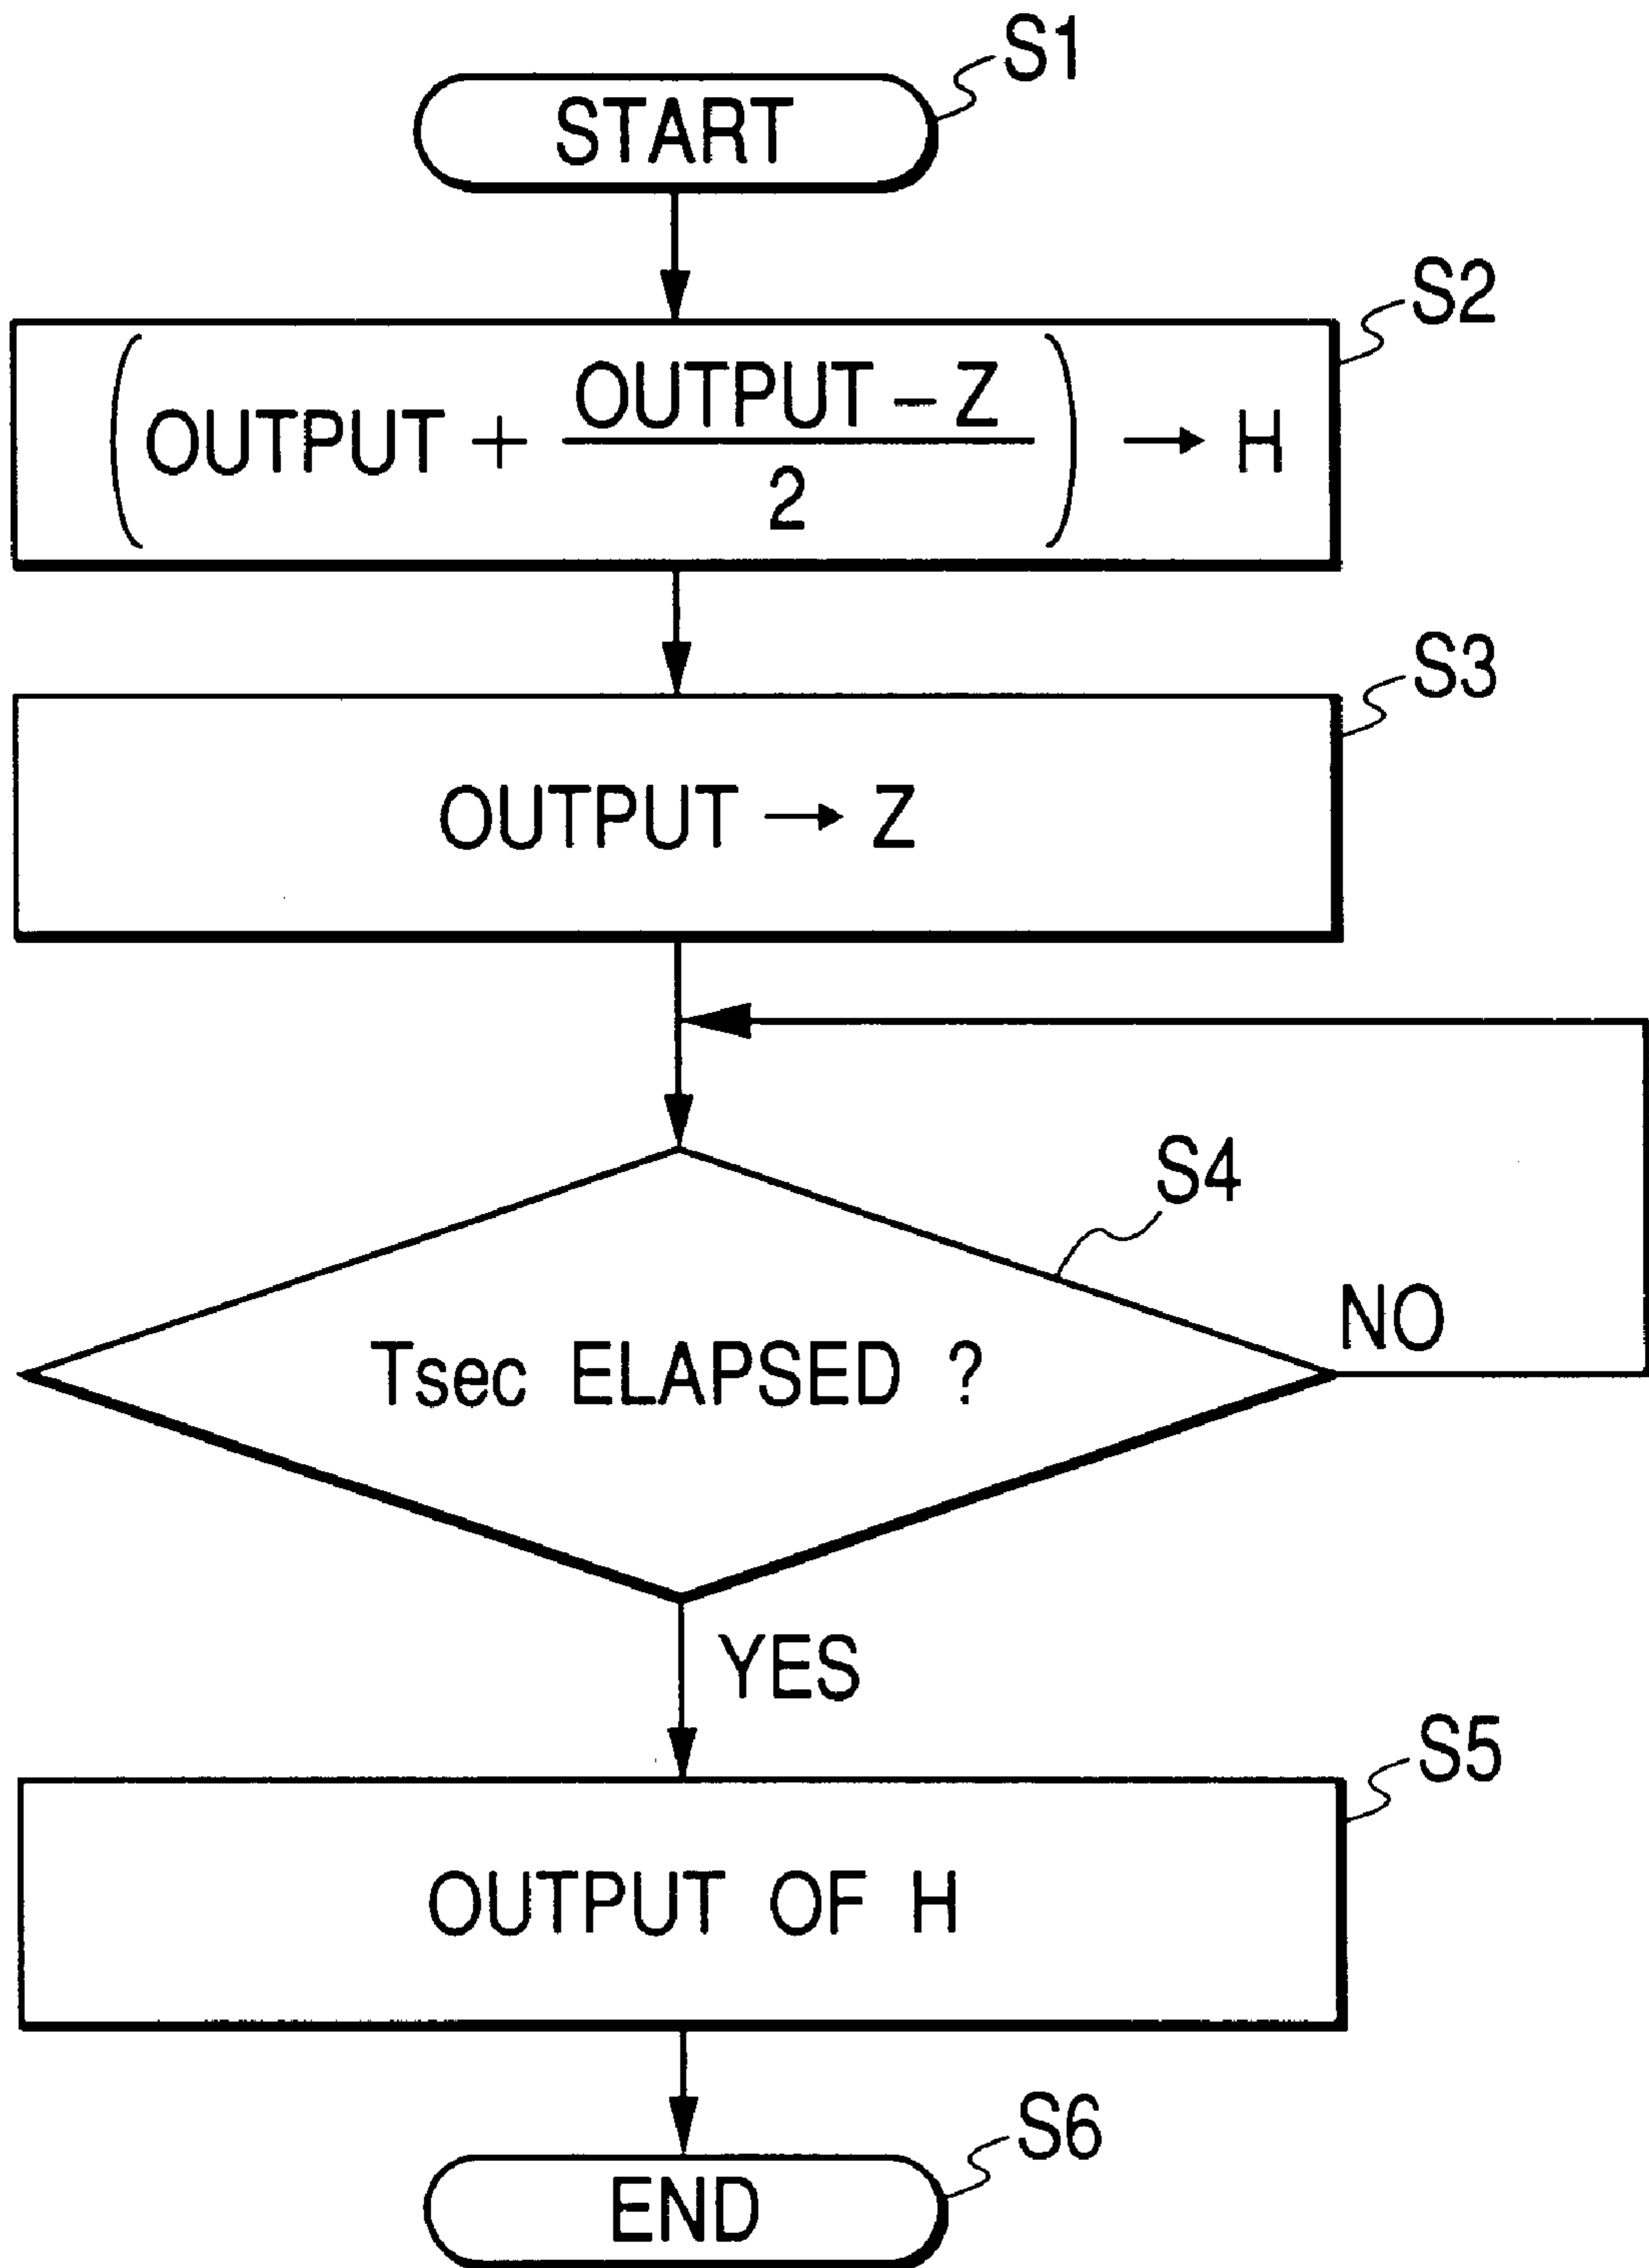 S1
START
S2
(OUTPUT + OUTPUT – Z / 2) → H
S3
OUTPUT → Z
S4
Tsec ELAPSED ?
NO
YES
S5
OUTPUT OF H
S6
END